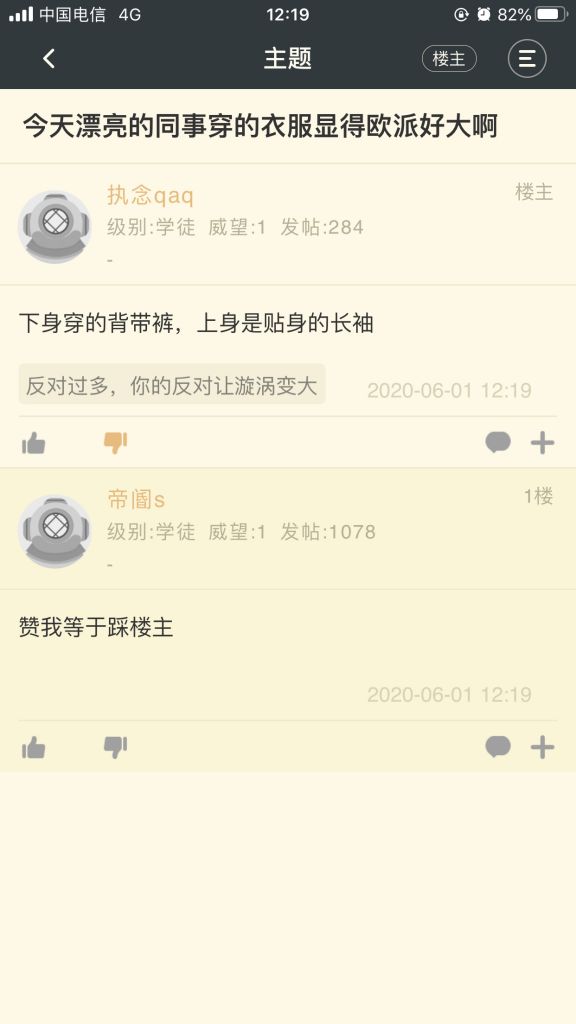 中国电信 4G 12:19 82%
主题 楼主
今天漂亮的同事穿的衣服显得欧派好大啊
执念qaq 楼主
级别:学徒 威望:1 发帖:284
-
下身穿的背带裤，上身是贴身的长袖
反对过多，你的反对让漩涡变大 2020-06-01 12:19
帝阍s 1楼
级别:学徒 威望:1 发帖:1078
-
赞我等于踩楼主
2020-06-01 12:19